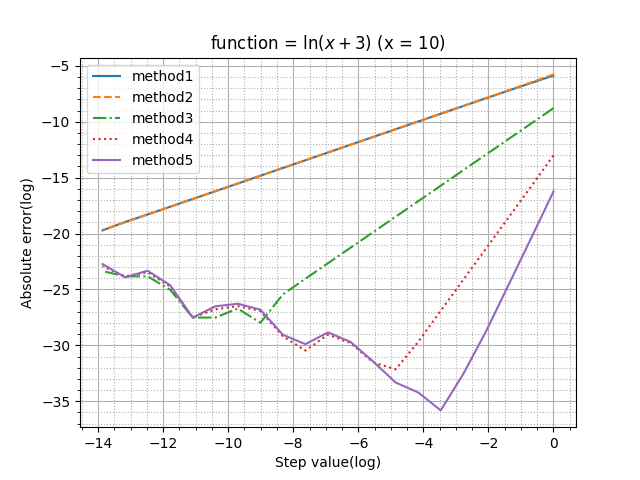 function = ln(x + 3) (x = 10)
Absolute error(log)
−5
−10
−15
−20
−25
−30
−35
method1
method2
method3
method4
method5
−14 −12 −10 −8 −6 −4 −2 0
Step value(log)